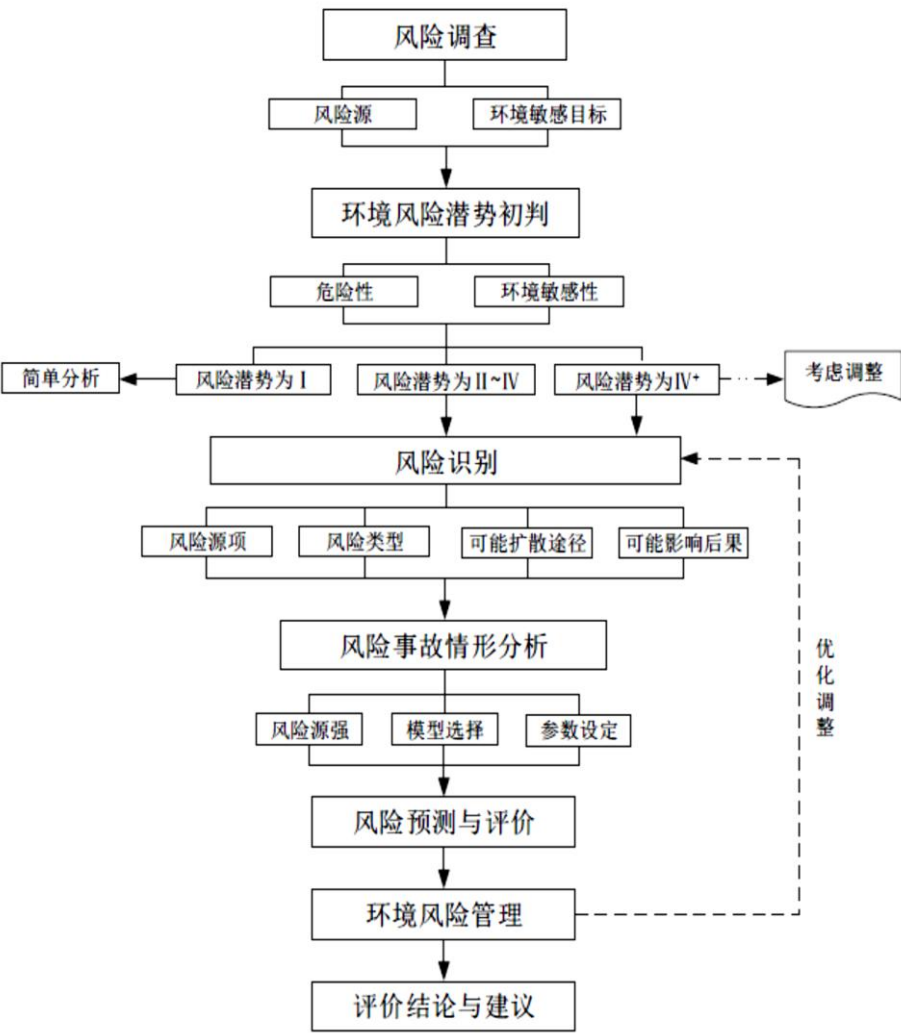 风险调查
风险源
环境敏感目标
环境风险潜势初判
危险性
环境敏感性
简单分析
风险潜势为Ⅰ
风险潜势为Ⅱ~Ⅳ
风险潜势为Ⅳ⁺
考虑调整
风险识别
风险源项
风险类型
可能扩散途径
可能影响后果
风险事故情形分析
风险源强
模型选择
参数设定
优化调整
风险预测与评价
环境风险管理
评价结论与建议